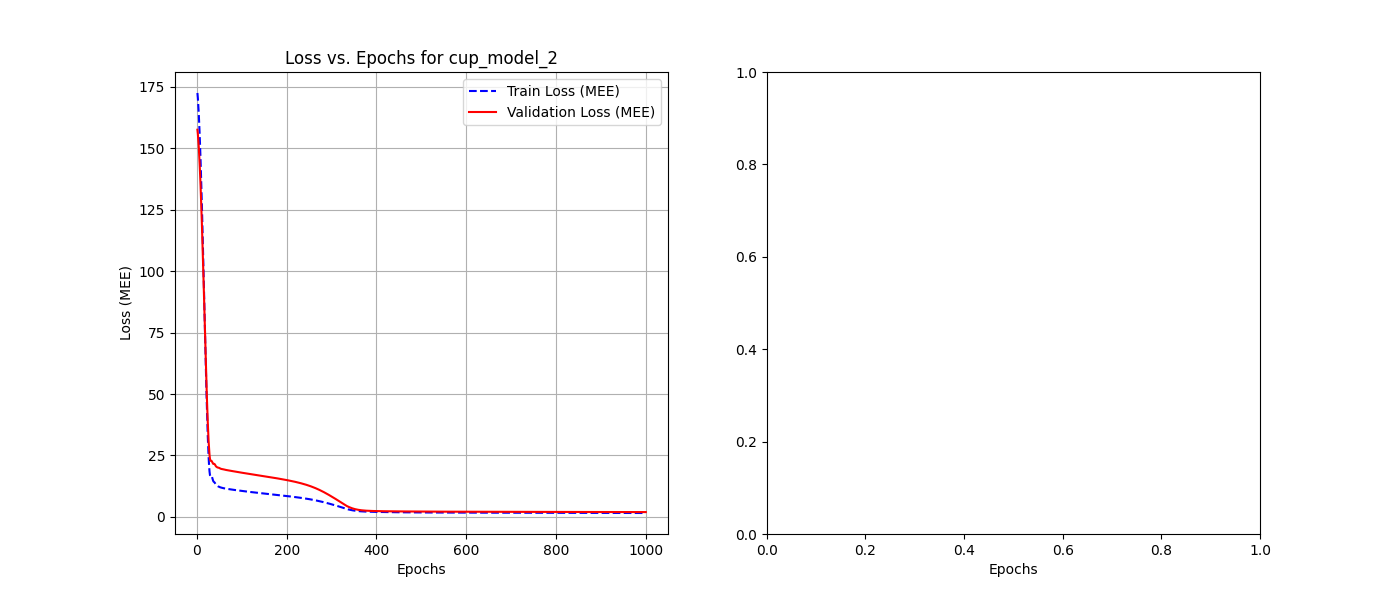 Loss vs. Epochs for cup_model_2
Train Loss (MEE)
Validation Loss (MEE)
Loss (MEE)
175
150
125
100
75
50
25
0
0 200 400 600 800 1000
Epochs
1.0
0.8
0.6
0.4
0.2
0.0
0.0 0.2 0.4 0.6 0.8 1.0
Epochs